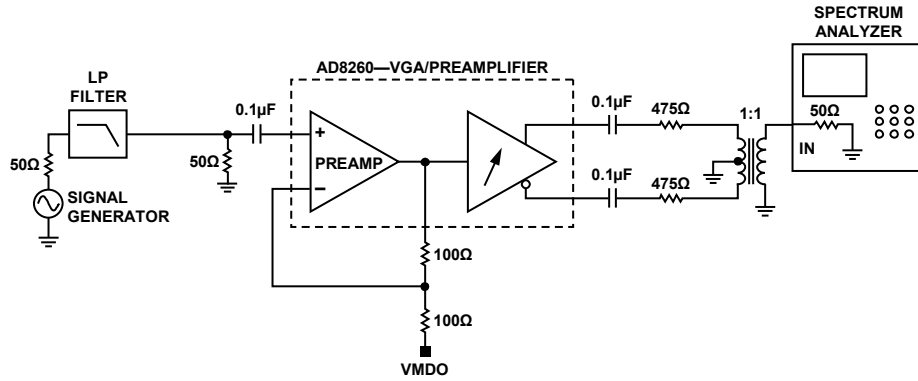 SPECTRUM
ANALYZER
AD8260—VGA/PREAMPLIFIER
LP
FILTER
0.1µF
0.1µF
475Ω
1:1
50Ω
+
PREAMP
–
50Ω
IN
50Ω
SIGNAL
GENERATOR
0.1µF
475Ω
100Ω
100Ω
VMDO